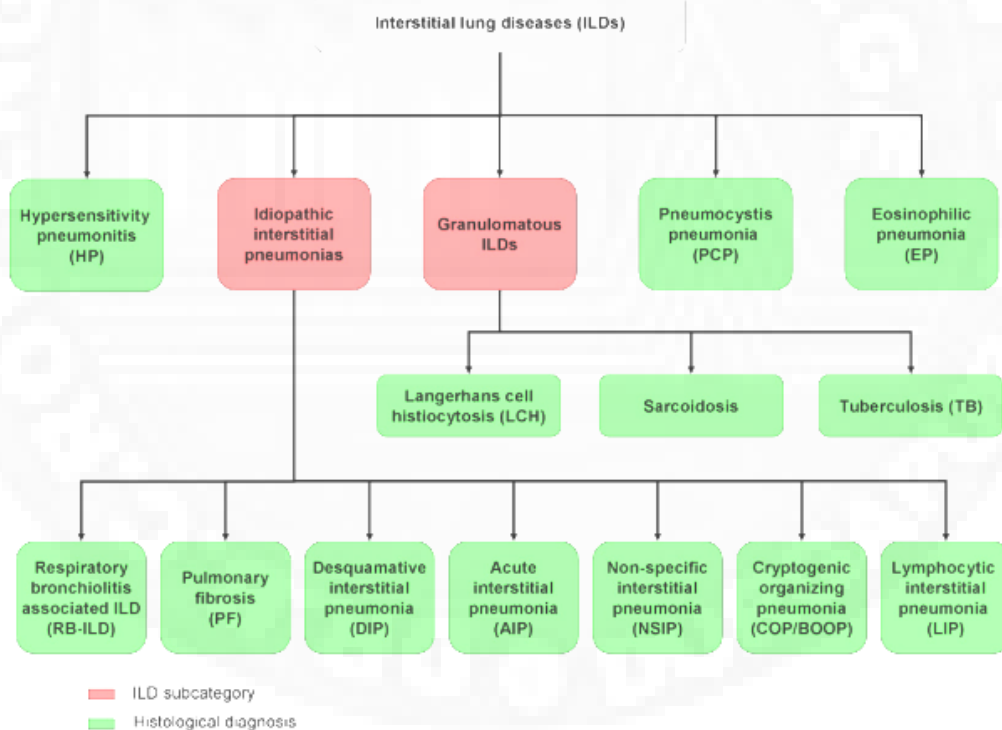 Interstitial lung diseases (ILDs)
Hypersensitivity
pneumonitis
(HP)
Idiopathic
interstitial
pneumonias
Granulomatous
ILDs
Pneumocystis
pneumonia
(PCP)
Eosinophilic
pneumonia
(EP)
Langerhans cell
histiocytosis (LCH)
Sarcoidosis
Tuberculosis (TB)
Respiratory
bronchiolitis
associated ILD
(RB-ILD)
Pulmonary
fibrosis
(PF)
Desquamative
interstitial
pneumonia
(DIP)
Acute
interstitial
pneumonia
(AIP)
Non-specific
interstitial
pneumonia
(NSIP)
Cryptogenic
organizing
pneumonia
(COP/BOOP)
Lymphocytic
interstitial
pneumonia
(LIP)
ILD subcategory
Histological diagnosis